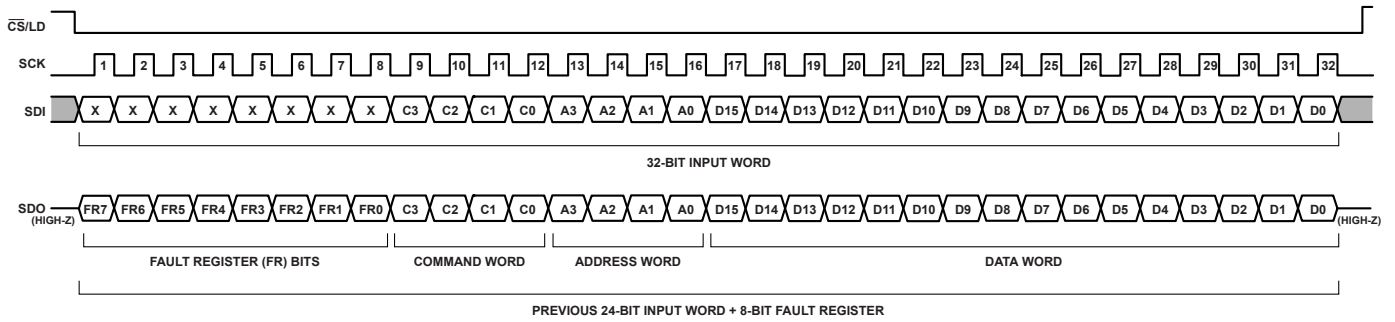 CS/LD
SCK 1 2 3 4 5 6 7 8 9 10 11 12 13 14 15 16 17 18 19 20 21 22 23 24 25 26 27 28 29 30 31 32
SDI X X X X X X X X C3 C2 C1 C0 A3 A2 A1 A0 D15 D14 D13 D12 D11 D10 D9 D8 D7 D6 D5 D4 D3 D2 D1 D0
32-BIT INPUT WORD
SDO FR7 FR6 FR5 FR4 FR3 FR2 FR1 FR0 C3 C2 C1 C0 A3 A2 A1 A0 D15 D14 D13 D12 D11 D10 D9 D8 D7 D6 D5 D4 D3 D2 D1 D0
(HIGH-Z) (HIGH-Z)
FAULT REGISTER (FR) BITS COMMAND WORD ADDRESS WORD DATA WORD
PREVIOUS 24-BIT INPUT WORD + 8-BIT FAULT REGISTER